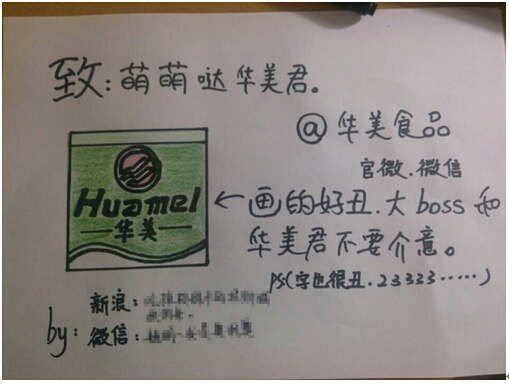 致:萌萌哒华美君。
@华美食品
官微.微信
Huamei
华美
←画的好丑.大boss和
华美君不要介意。
PS(字也很丑.23333……)
新浪:
by:微信: